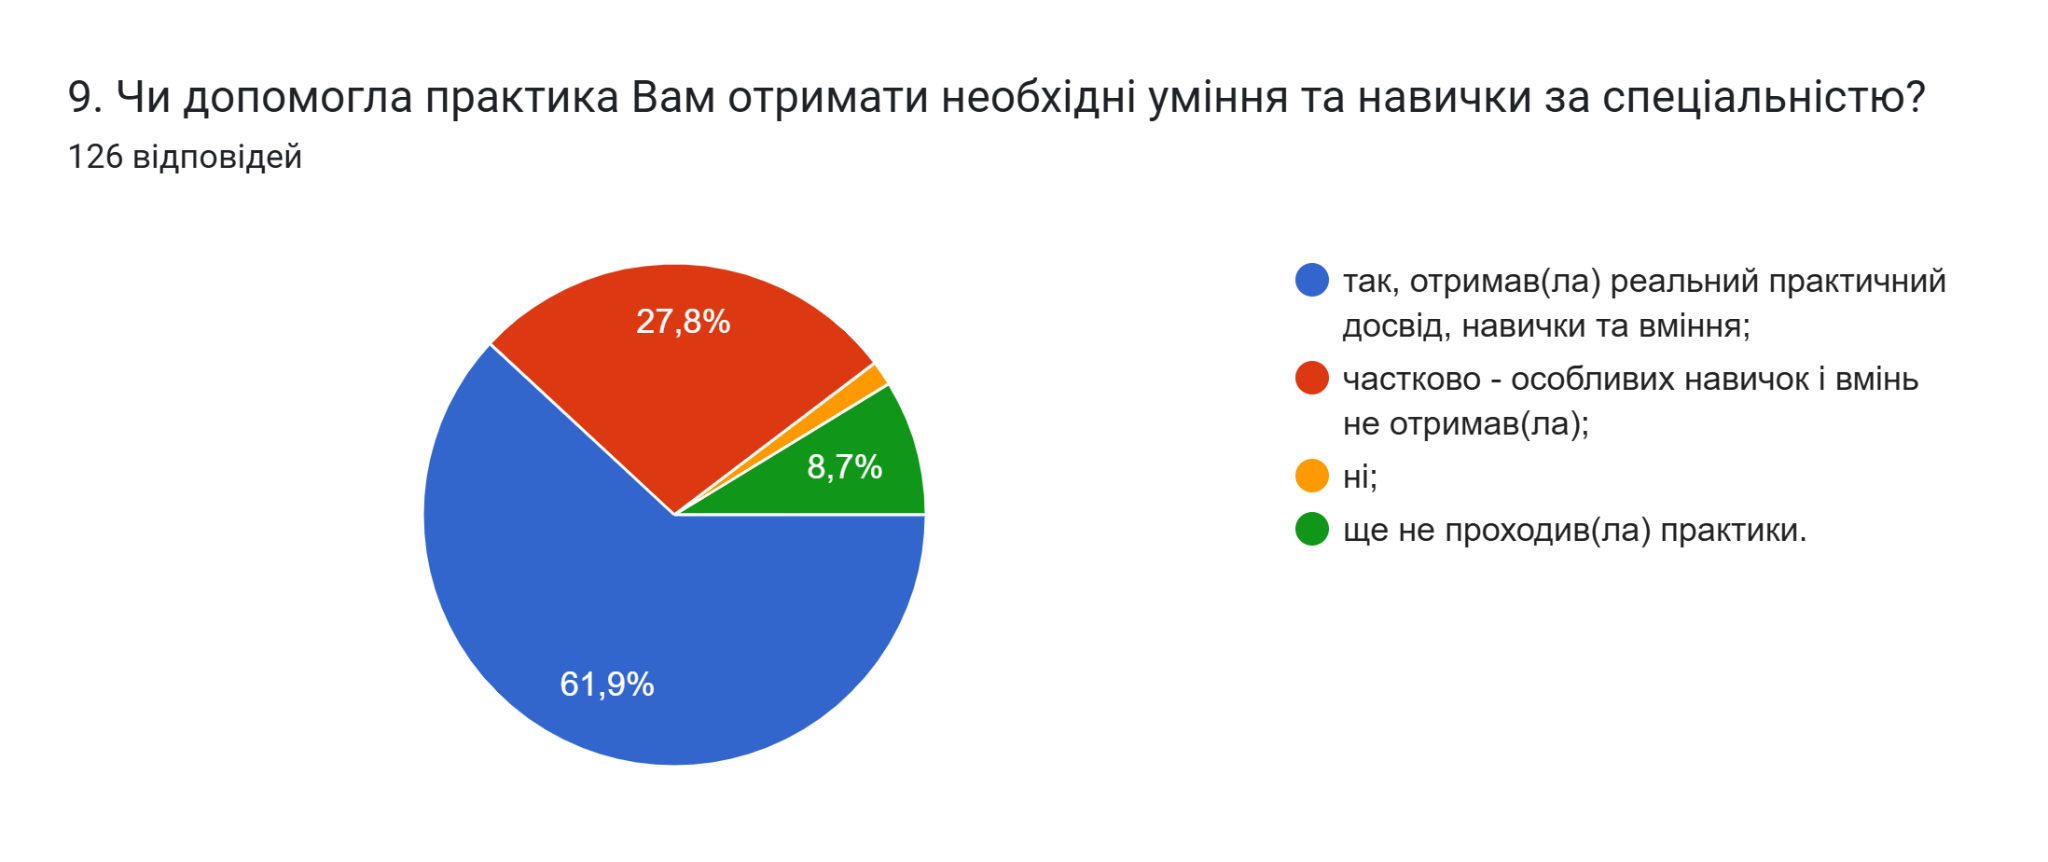 9. Чи допомогла практика Вам отримати необхідні уміння та навички за спеціальністю?
126 відповідей
27,8%
8,7%
61,9%
так, отримав(ла) реальний практичний
досвід, навички та вміння;
частково - особливих навичок і вмінь
не отримав(ла);
ні;
ще не проходив(ла) практики.